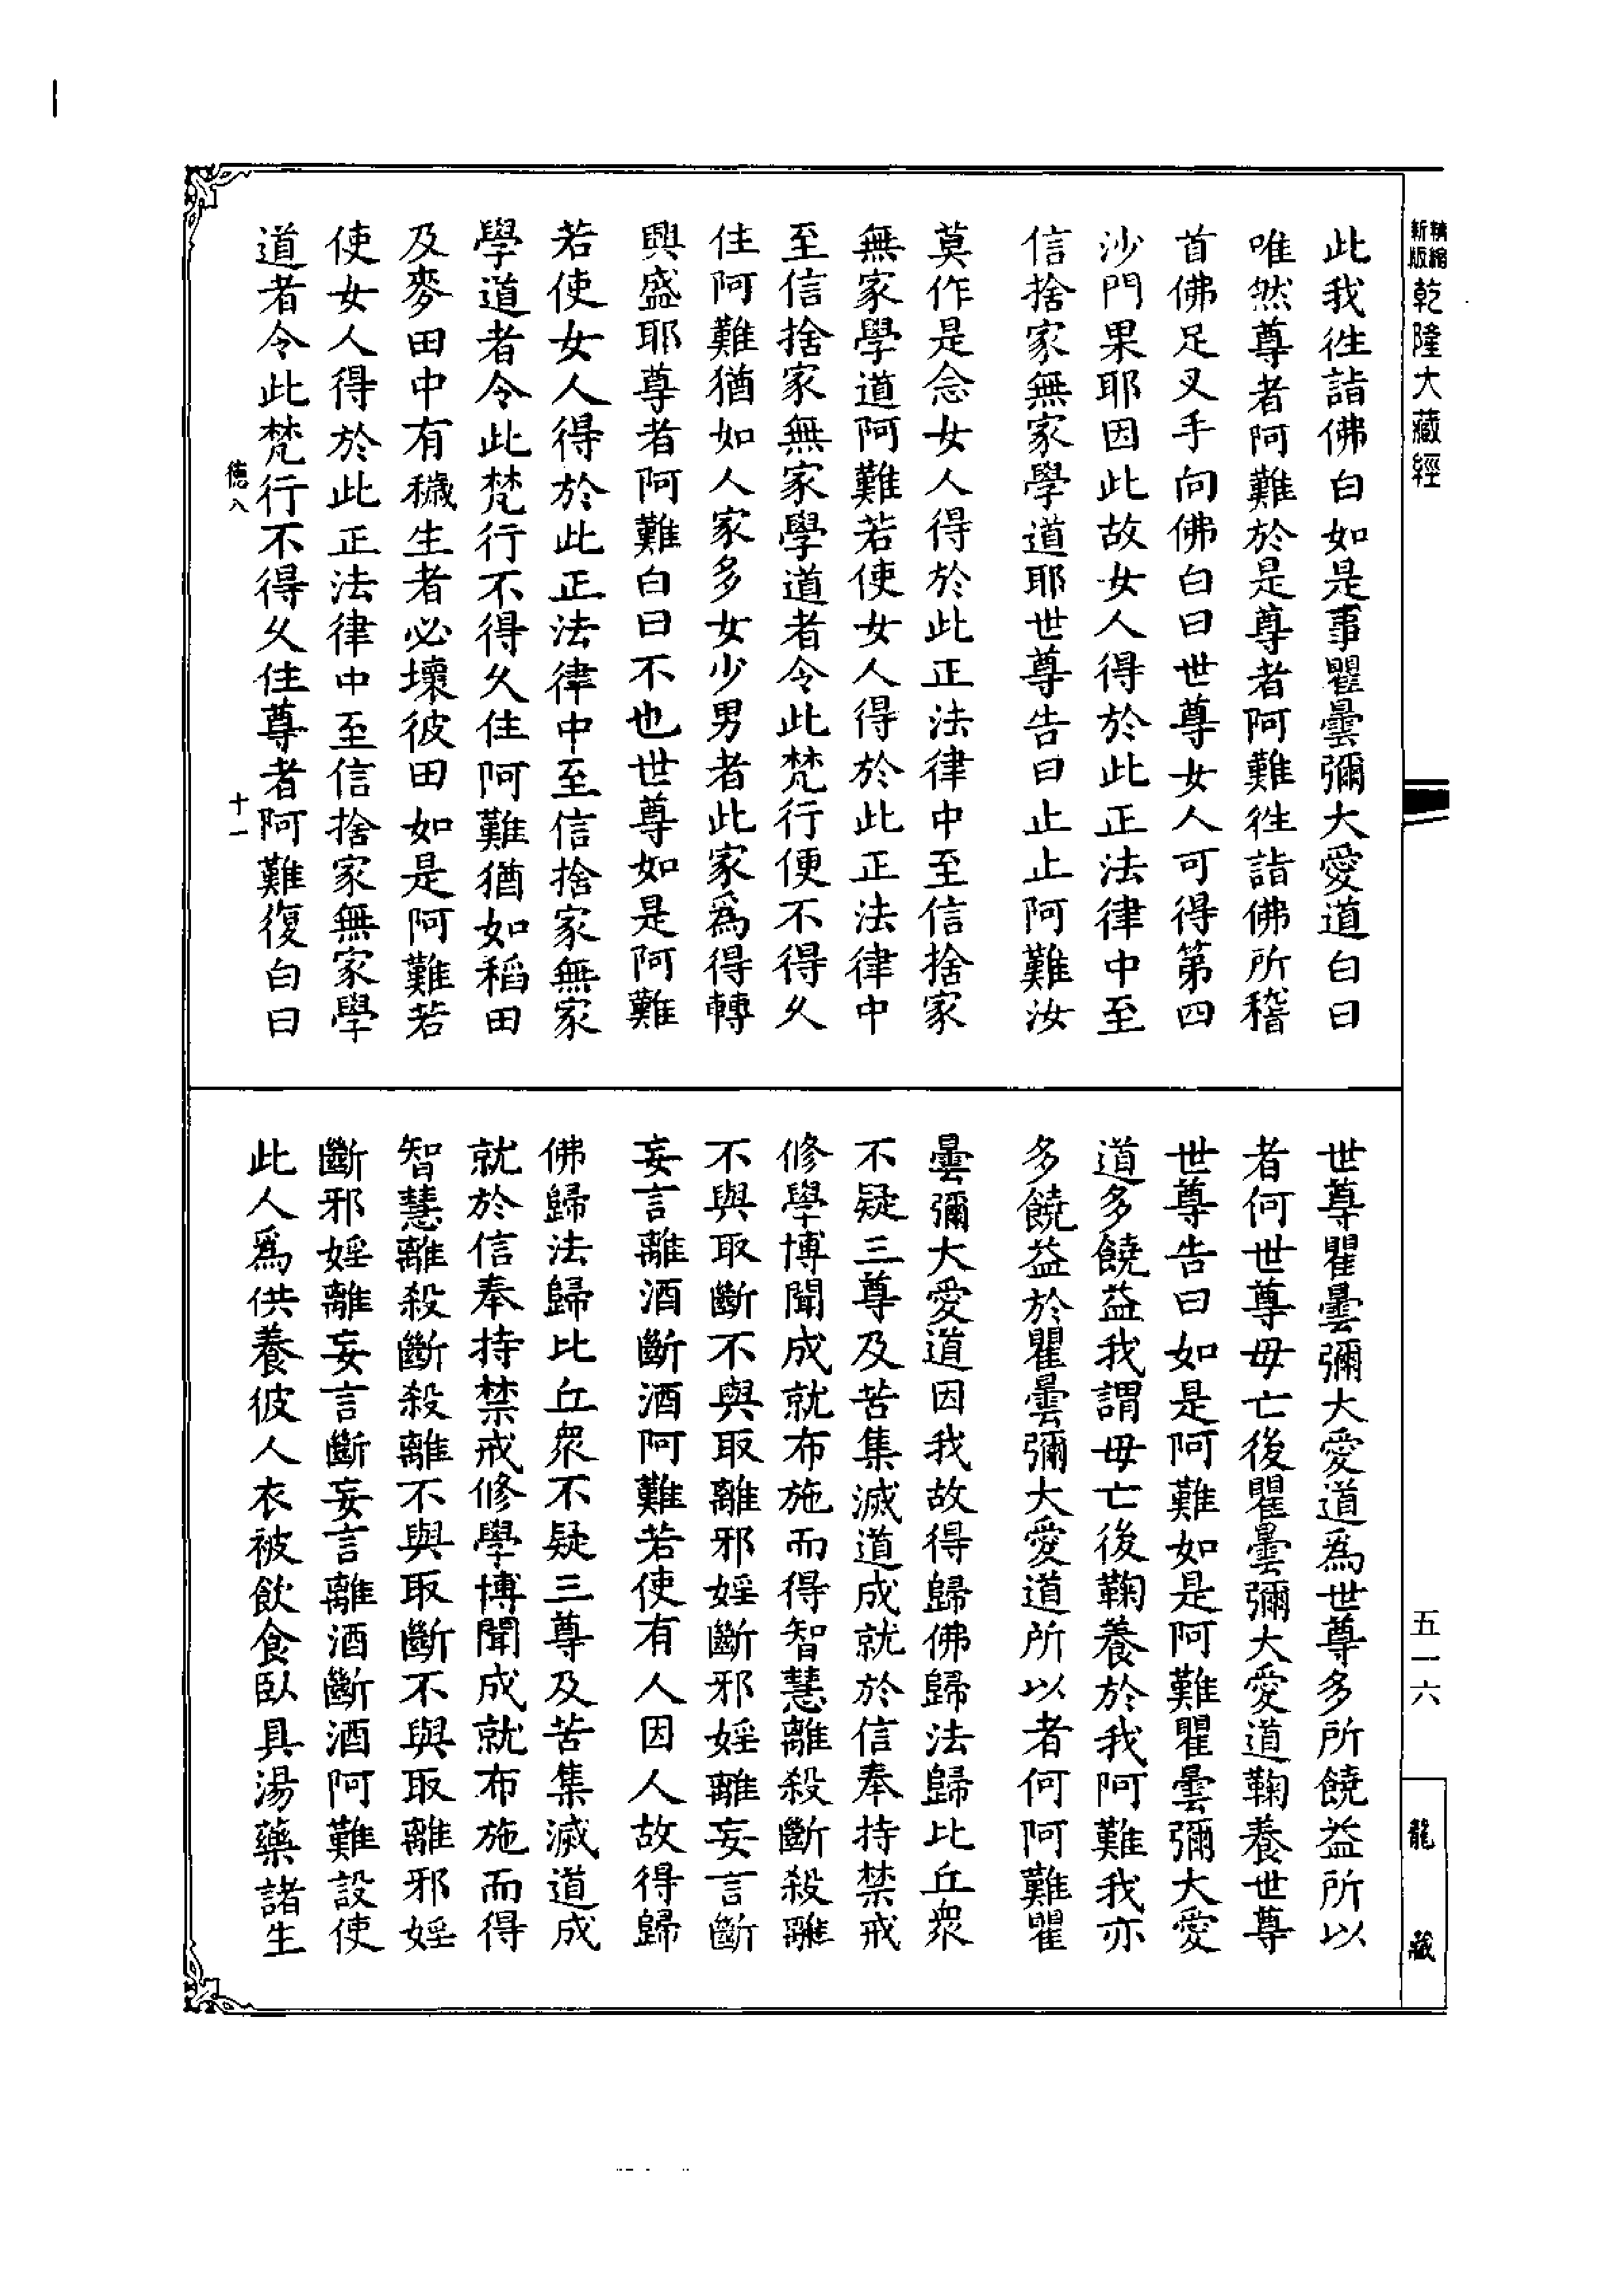 精縮新版乾隆大藏經
此我徃詣佛白如是事瞿曇彌大愛道白曰
唯然尊者阿難於是尊者阿難徃詣佛所稽
首佛足叉手向佛白曰世尊女人可得第四
沙門果耶因此故女人得於此正法律中至
信捨家無家學道耶世尊告曰止止阿難汝
莫作是念女人得於此正法律中至信捨家
無家學道阿難若使女人得於此正法律中
至信捨家無家學道者令此梵行便不得久
住阿難猶如人家多女少男者此家爲得轉
興盛耶尊者阿難白曰不也世尊如是阿難
若使女人得於此正法律中至信捨家無家
學道者令此梵行不得久住阿難猶如稻田
及麥田中有穢生者必壞彼田如是阿難若
使女人得於此正法律中至信捨家無家學
道者令此梵行不得久住尊者阿難復白曰
德八
十一
世尊瞿曇彌大愛道爲世尊多所饒益所以
者何世尊母亡後瞿曇彌大愛道鞠養世尊
世尊告曰如是阿難如是阿難瞿曇彌大愛
道多饒益我謂母亡後鞠養於我阿難我亦
多饒益於瞿曇彌大愛道所以者何阿難瞿
曇彌大愛道因我故得歸佛歸法歸比丘衆
不疑三尊及苦集滅道成就於信奉持禁戒
修學博聞成就布施而得智慧離殺斷殺離
不與取斷不與取離邪婬斷邪婬離妄言斷
妄言離酒斷酒阿難若使有人因人故得歸
佛歸法歸比丘衆不疑三尊及苦集滅道成
就於信奉持禁戒修學博聞成就布施而得
智慧離殺斷殺離不與取斷不與取離邪婬
斷邪婬離妄言斷妄言離酒斷酒阿難設使
此人爲供養彼人衣被飲食臥具湯藥諸生
五一六
龍藏